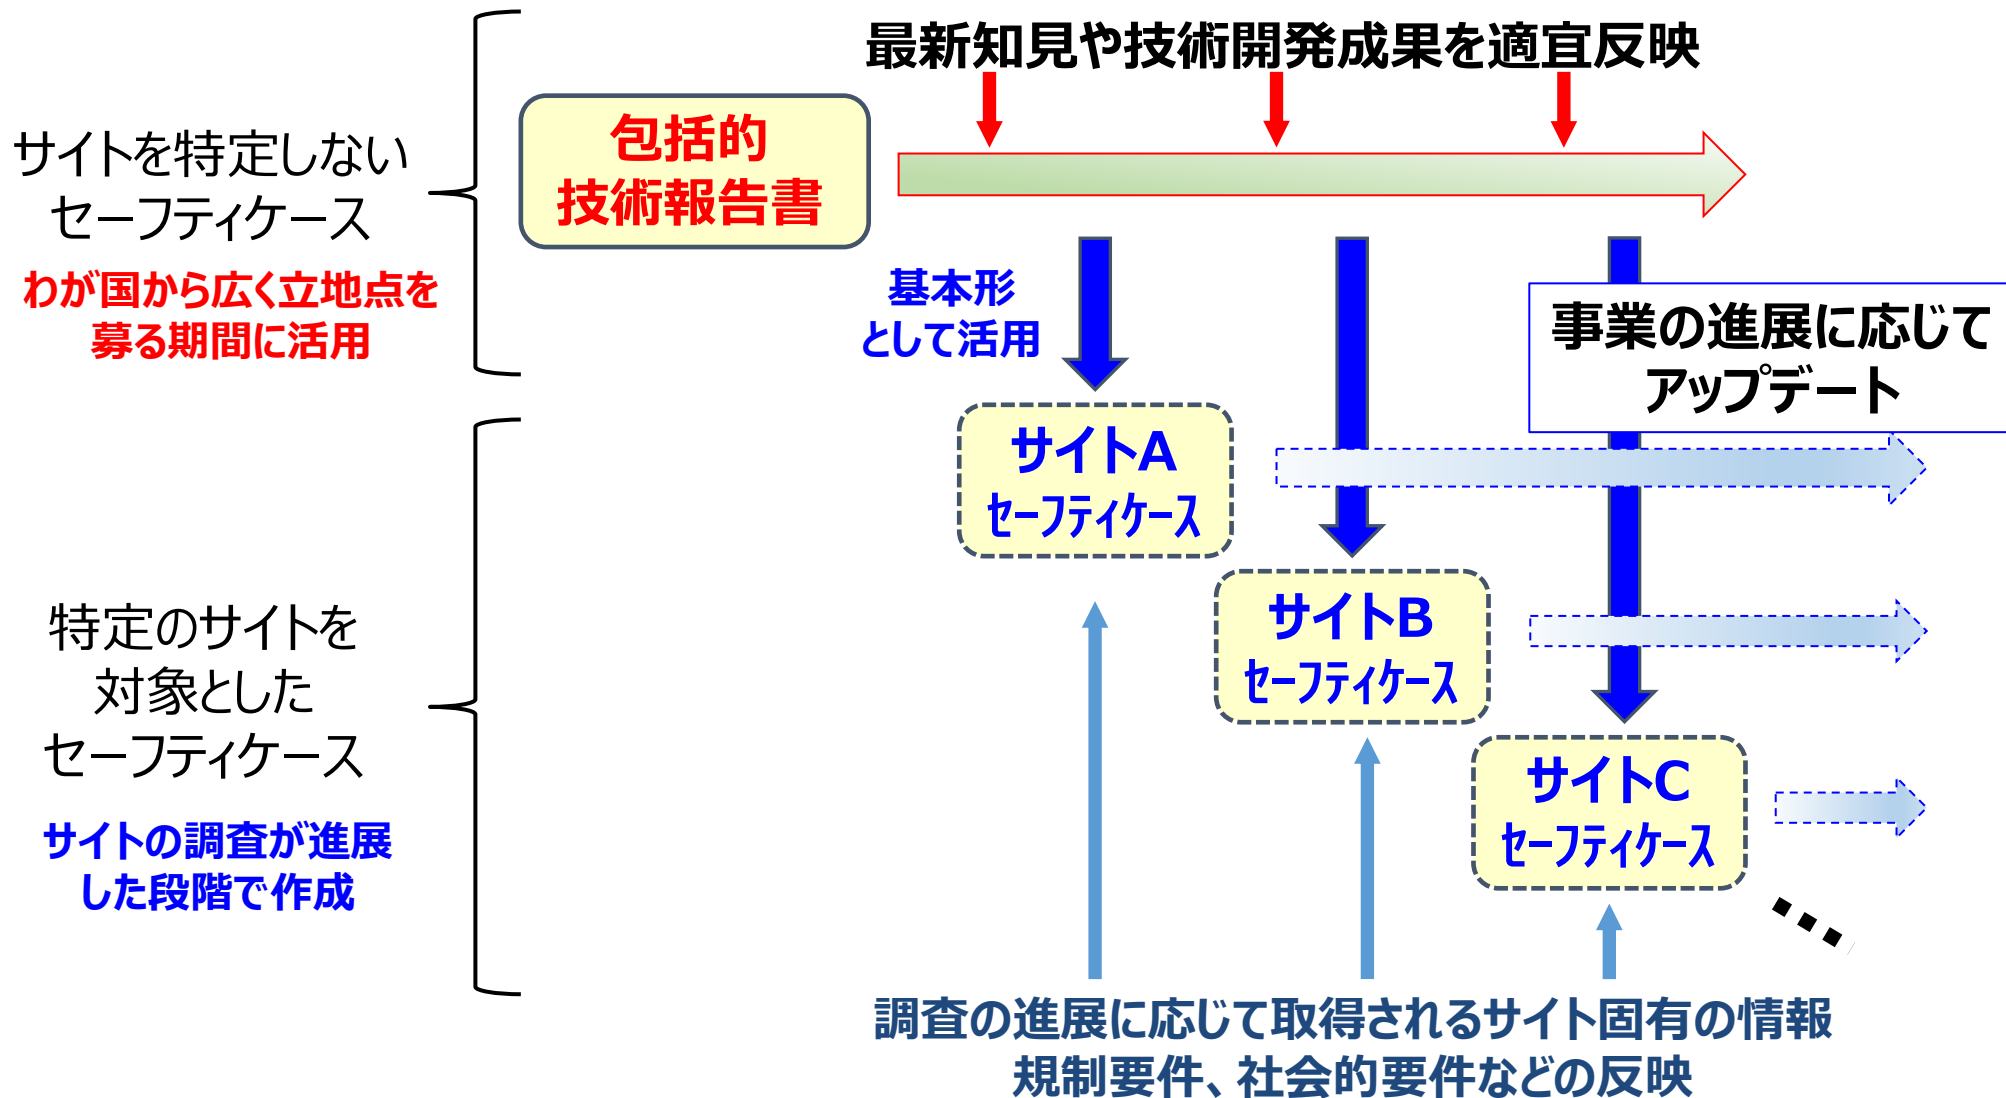 最新知見や技術開発成果を適宜反映
サイトを特定しない
セーフティケース
わが国から広く立地点を
募る期間に活用
包括的
技術報告書
基本形
として活用
事業の進展に応じて
アップデート
特定のサイトを
対象とした
セーフティケース
サイトの調査が進展
した段階で作成
サイトA
セーフティケース
サイトB
セーフティケース
サイトC
セーフティケース
調査の進展に応じて取得されるサイト固有の情報
規制要件、社会的要件などの反映